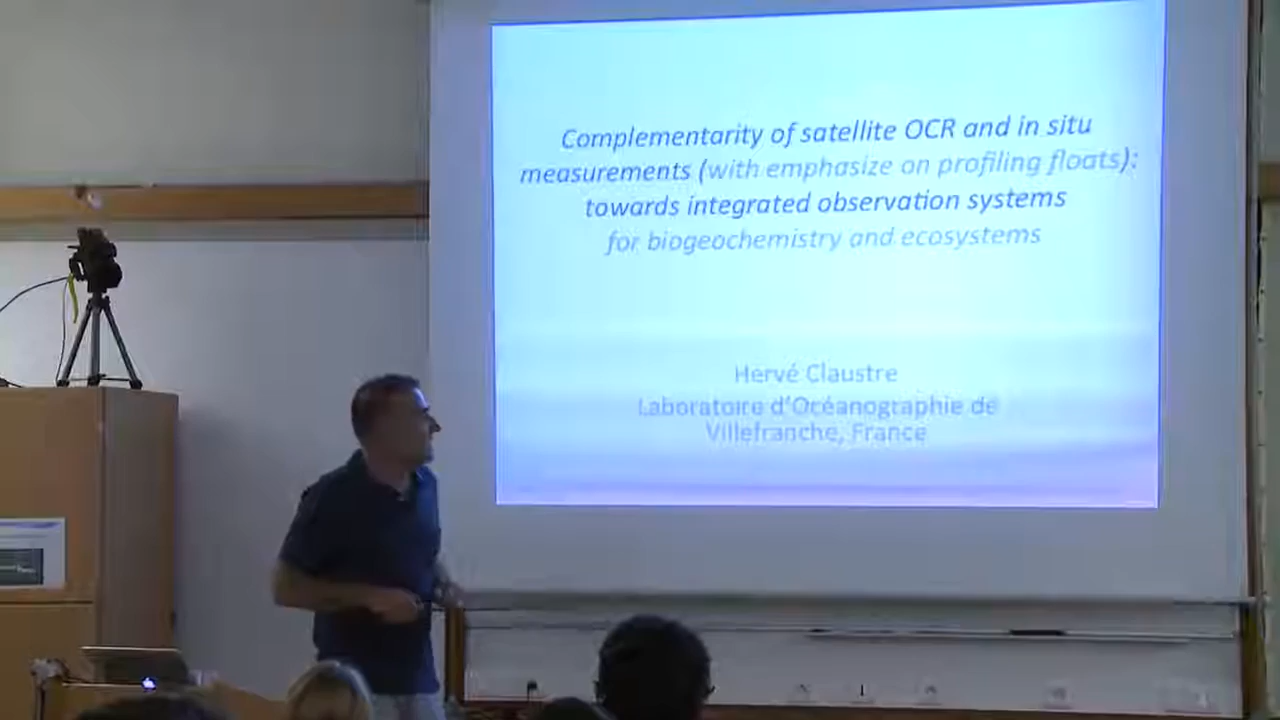 Complementarity of satellite OCR and in situ
measurements (with emphasize on profiling floats):
towards integrated observation systems
for biogeochemistry and ecosystems
Hervé Claustre
Laboratoire d'Océanographie de
Villefranche, France